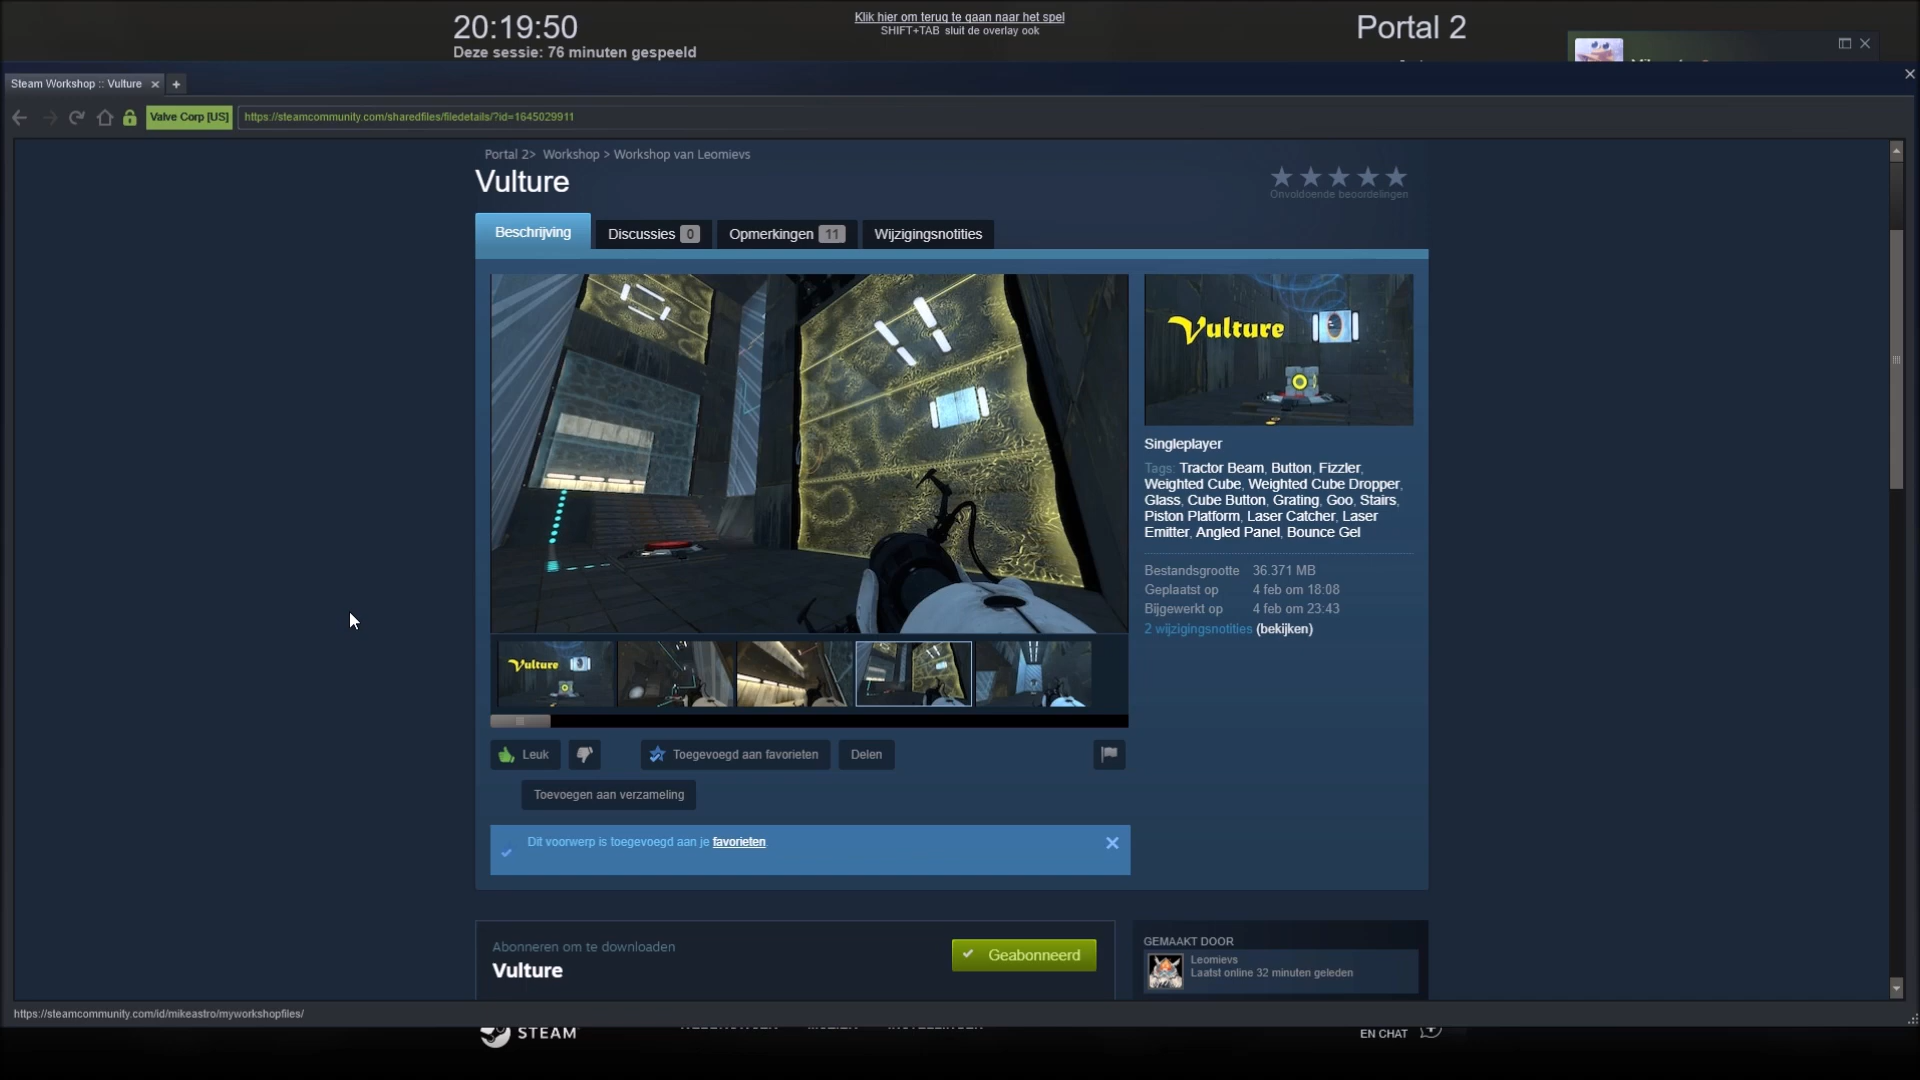 20:19:50
Deze sessie: 76 minuten gespeeld
Klik hier om terug te gaan naar het spel
SHIFT+TAB sluit de overlay ook
Portal 2
Steam Workshop :: Vulture
Valve Corp [US]
https://steamcommunity.com/sharedfiles/filedetails/?id=1645029911
Portal 2> Workshop > Workshop van Leomievs
Vulture
Onvoldoende beoordelingen
Beschrijving
Discussies 0
Opmerkingen 11
Wijzigingsnotities
Vulture
Singleplayer
Tags: Tractor Beam, Button, Fizzler,
Weighted Cube, Weighted Cube Dropper,
Glass, Cube Button, Grating, Goo, Stairs,
Piston Platform, Laser Catcher, Laser
Emitter, Angled Panel, Bounce Gel
Bestandsgrootte 36.371 MB
Geplaatst op 4 feb om 18:08
Bijgewerkt op 4 feb om 23:43
2 wijzigingsnotities (bekijken)
Vulture
Leuk
Toegevoegd aan favorieten
Delen
Toevoegen aan verzameling
Dit voorwerp is toegevoegd aan je favorieten
Abonneren om te downloaden
Vulture
Geabonneerd
GEMAAKT DOOR
Leomievs
Laatst online 32 minuten geleden
https://steamcommunity.com/id/mikeastro/myworkshopfiles/
STEAM
EN CHAT